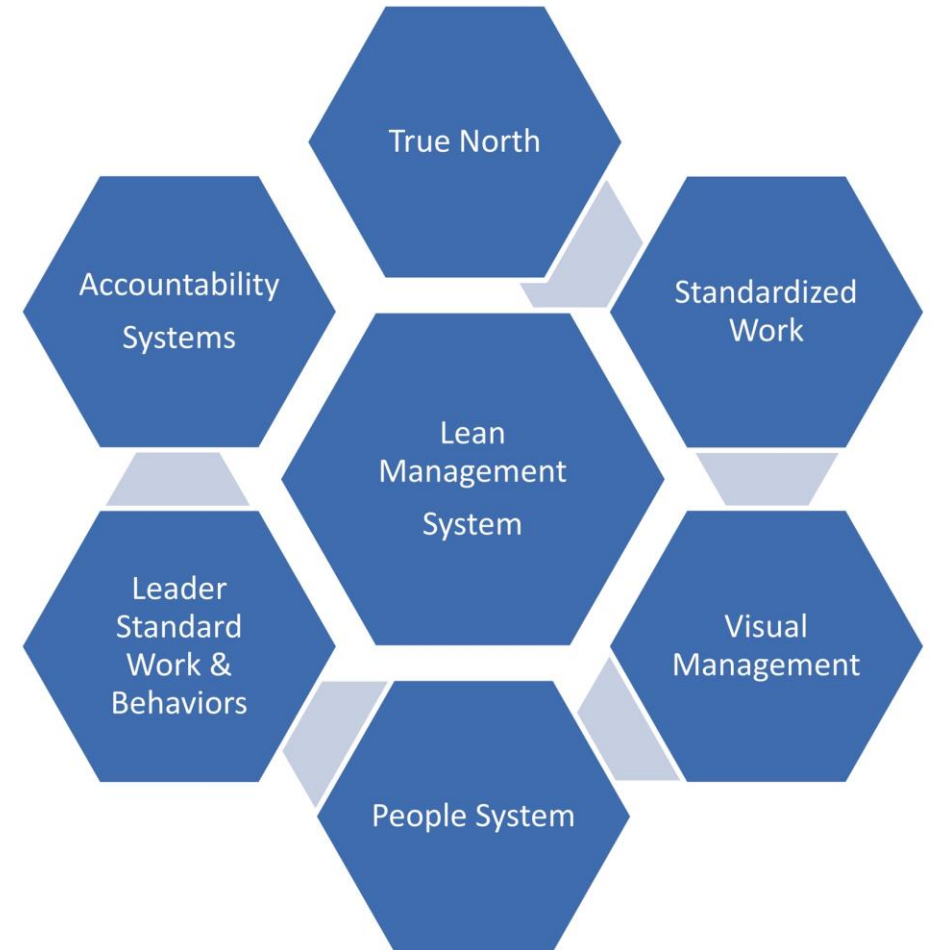 True North
Accountability
Systems
Standardized
Work
Lean
Management
System
Leader
Standard
Work &
Behaviors
Visual
Management
People System